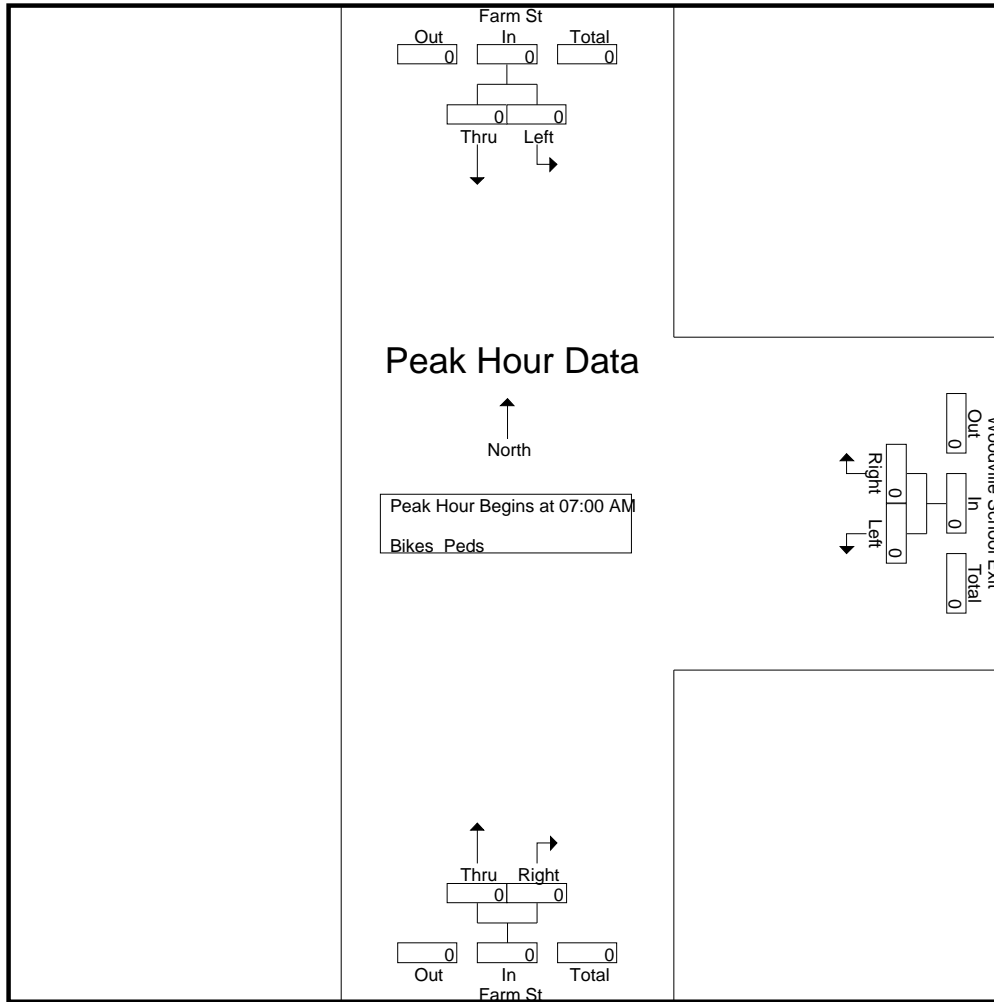 Farm St
Out In Total
0 0 0
0 0
Thru Left
Peak Hour Data
North
Peak Hour Begins at 07:00 AM
Bikes Peds
Right Left
0 0
Out In Total
0 0 0
School Exit
Thru Right
0 0
0 0 0
Out In Total
Farm St